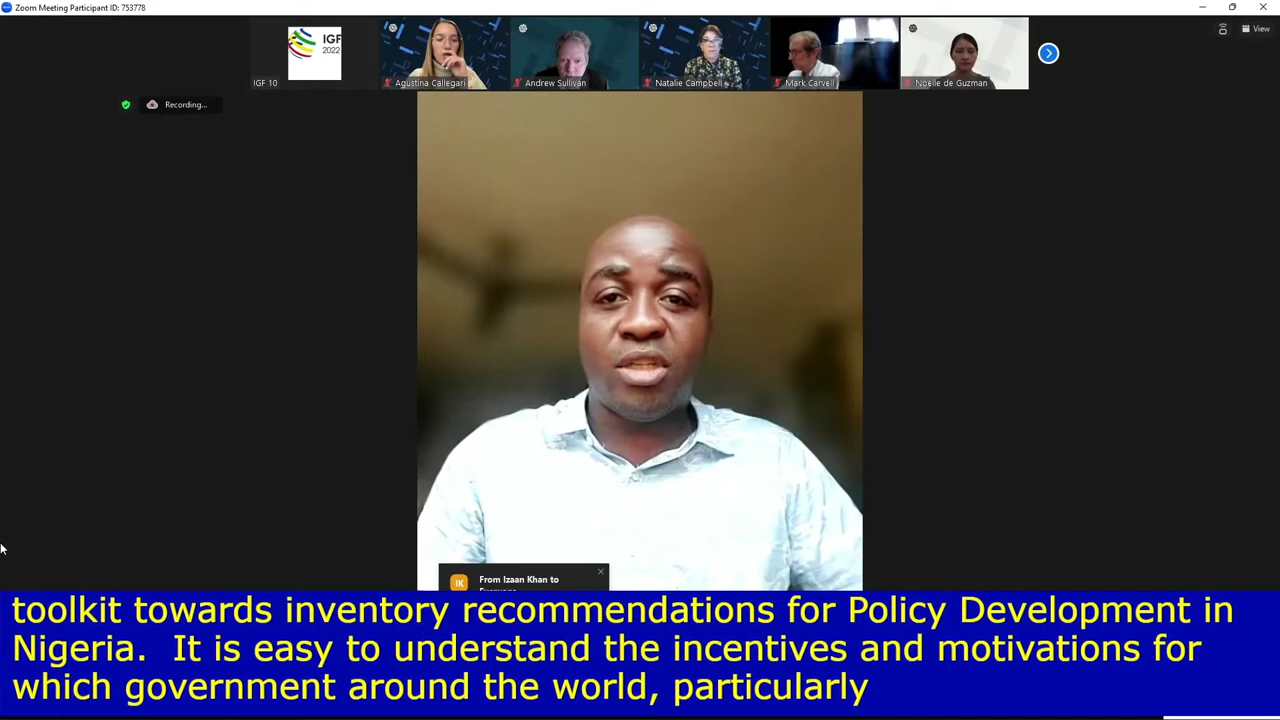 Zoom Meeting Participant ID: 753778
View
IGF
2022
IGF 10
Agustina Callegari
Andrew Sullivan
Natalie Campbell
Mark Carvell
Noelle de Guzman
Recording...
IK
From Izaan Khan to
toolkit towards inventory recommendations for Policy Development in
Nigeria. It is easy to understand the incentives and motivations for
which government around the world, particularly